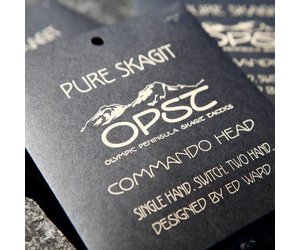 PURE SKAGIT
OPST
OLYMPIC PENINSULA SKAGIT TACTICS
COMMANDO HEAD
SINGLE HAND. SWITCH. TWO HAND.
DESIGNED BY ED WARD